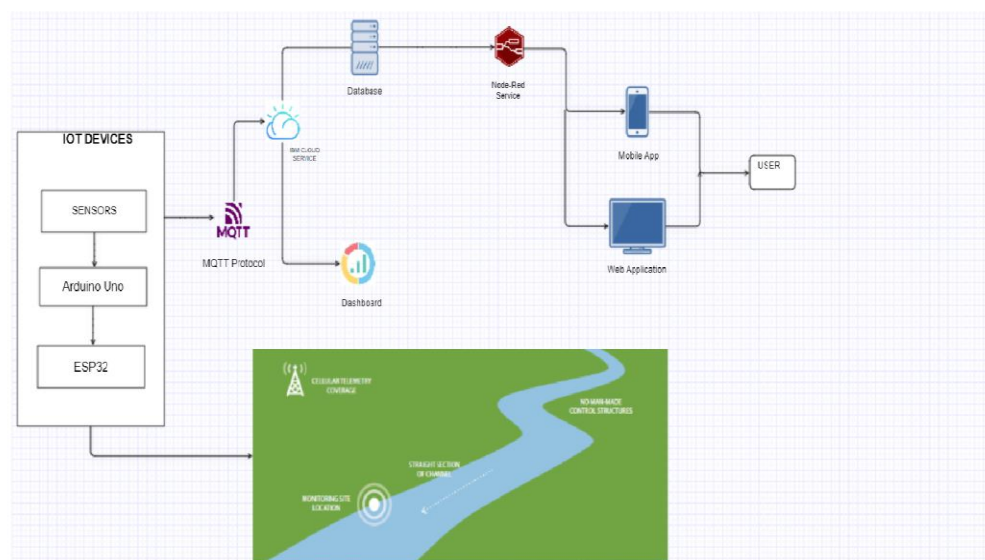 Database
Node-Red
Service
IOT DEVICES
IBM CLOUD
SERVICE
Mobile App
USER
SENSORS
MQTT
MQTT Protocol
Web Application
Arduino Uno
Dashboard
ESP32
CELLULAR TELEMETRY
COVERAGE
NO MAN-MADE
CONTROL STRUCTURES
STRAIGHT SECTION
OF CHANNEL
MONITORING SITE
LOCATION